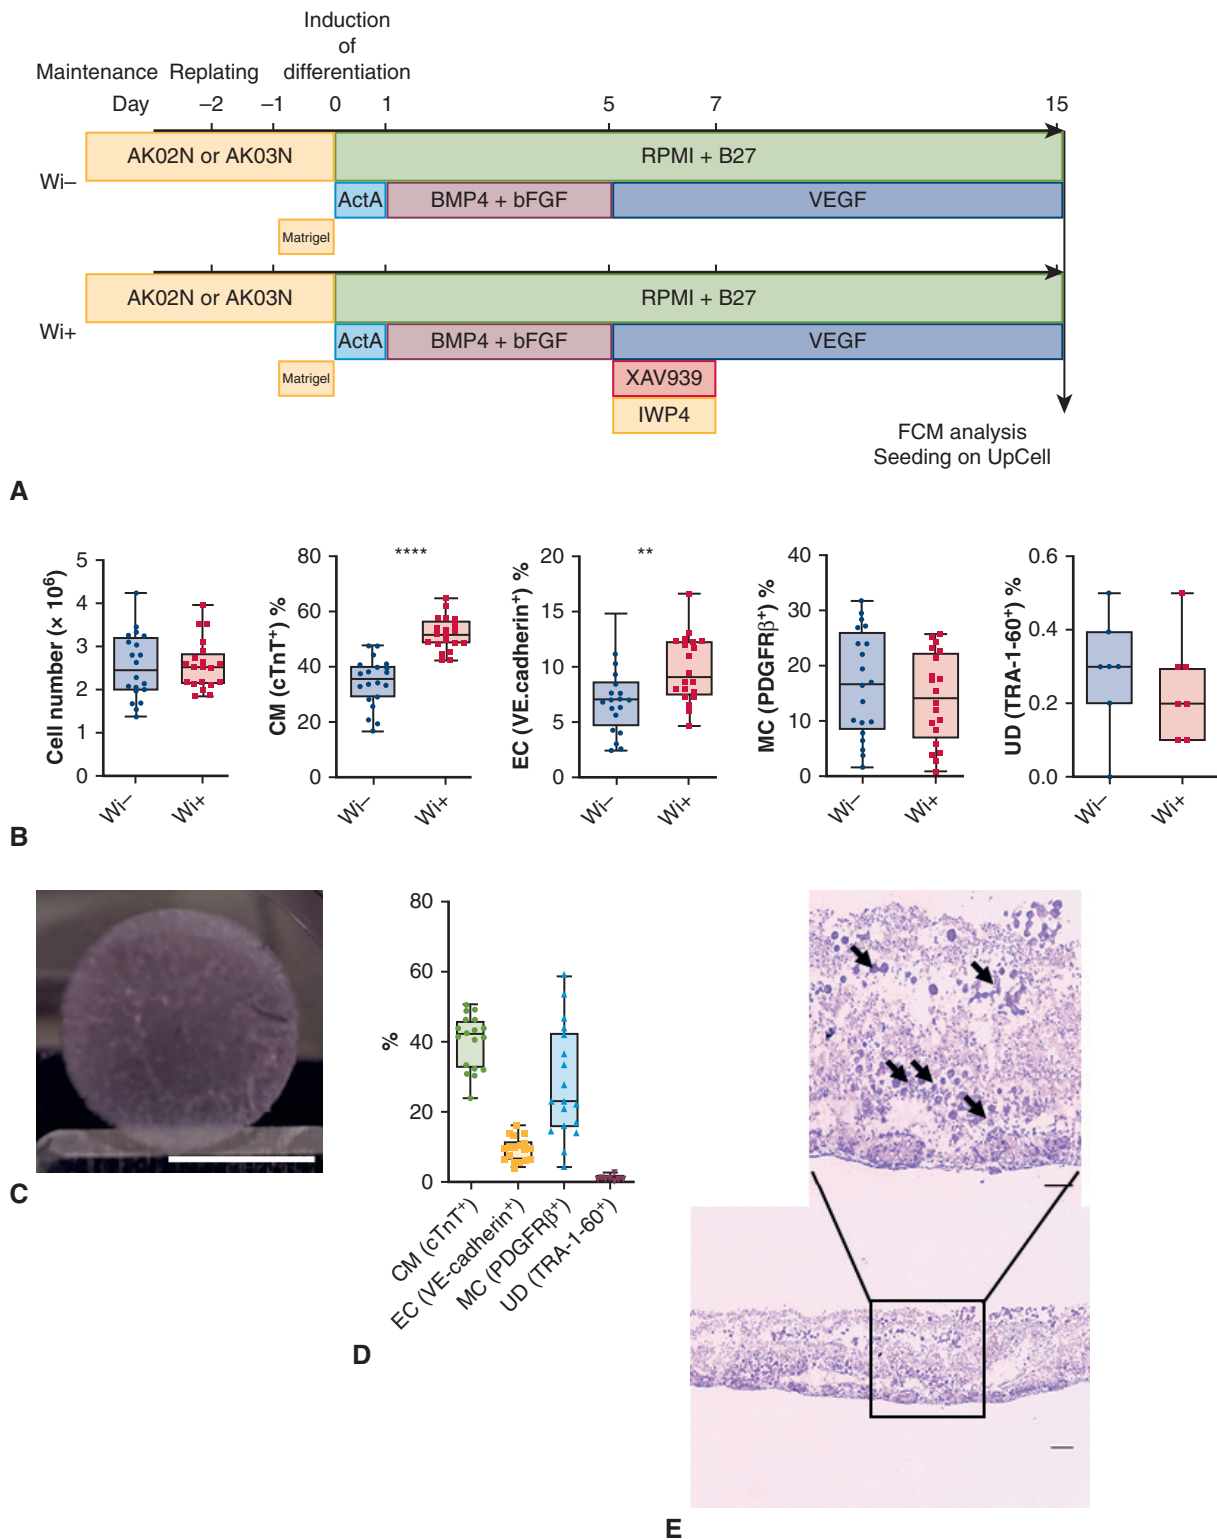 Induction
of
Maintenance Replating differentiation
Day –2 –1 0 1 5 7 15
AK02N or AK03N RPMI + B27
Wi–
ActA BMP4 + bFGF VEGF
Matrigel
AK02N or AK03N RPMI + B27
Wi+
ActA BMP4 + bFGF VEGF
Matrigel XAV939
IWP4
FCM analysis
Seeding on UpCell
A
Cell number (× 10⁶)
5
4
3
2
1
0
Wi– Wi+
CM (cTnT⁺) %
80
60
40
20
0
****
Wi– Wi+
EC (VE.cadherin⁺) %
20
15
10
5
0
**
Wi– Wi+
MC (PDGFRβ⁺) %
40
30
20
10
0
Wi– Wi+
UD (TRA-1-60⁺) %
0.6
0.4
0.2
0.0
Wi– Wi+
B
C
%
80
60
40
20
0
CM (cTnT⁺)
EC (VE-cadherin⁺)
MC (PDGFRβ⁺)
UD (TRA-1-60⁺)
D
E